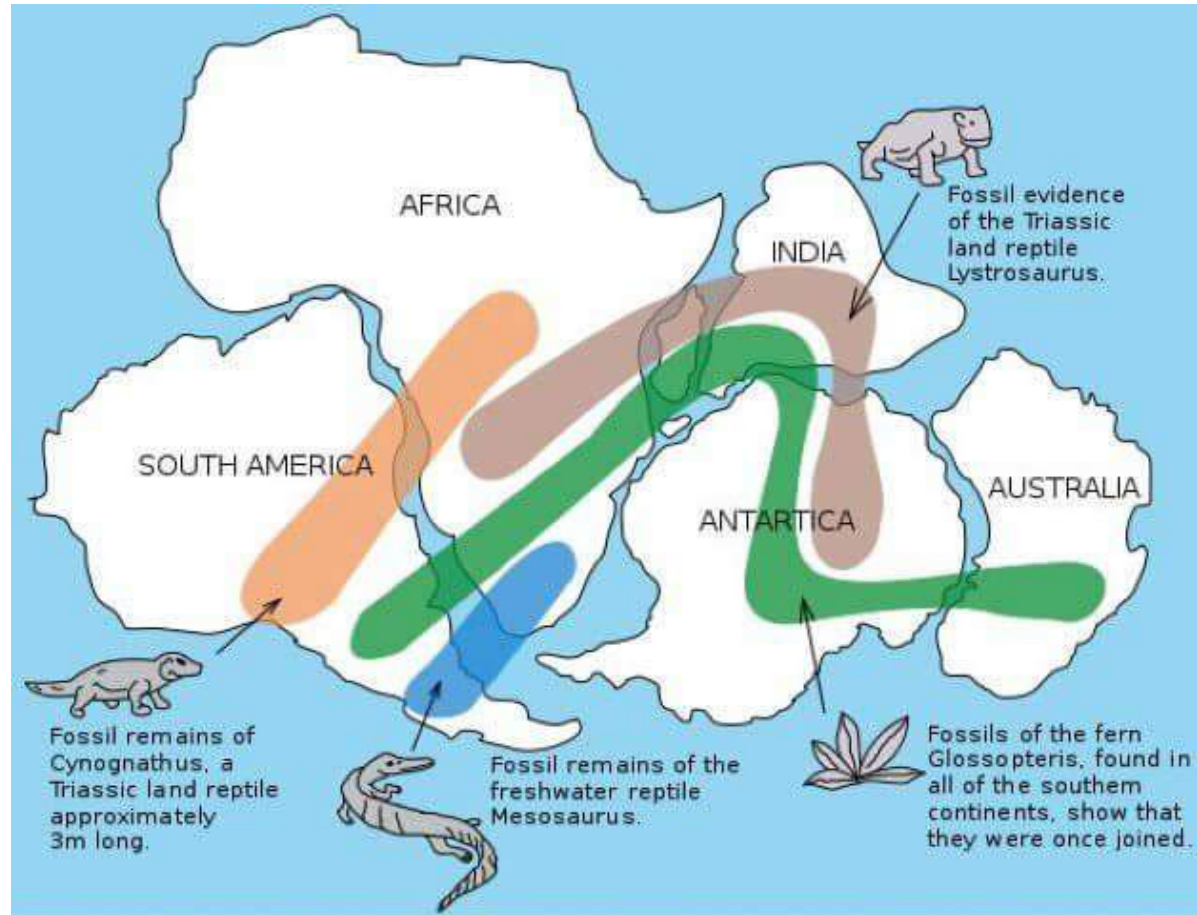 AFRICA
INDIA
Fossil evidence
of the Triassic
land reptile
Lystrosaurus.
SOUTH AMERICA
ANTARTICA
AUSTRALIA
Fossil remains of
Cynognathus, a
Triassic land reptile
approximately
3m long.
Fossil remains of the
freshwater reptile
Mesosaurus.
Fossils of the fern
Glossopteris, found in
all of the southern
continents, show that
they were once joined.